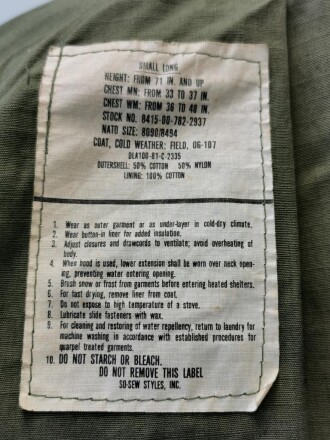 SMALL LONG
HEIGHT: FROM 71 IN. AND UP
CHEST MN: FROM 33 TO 37 IN.
CHEST WM: FROM 36 TO 40 IN.
STOCK NO. 8415-00-782-2937
NATO SIZE: 8090/8494
COAT, COLD WEATHER: FIELD, OG-107
DLA100-81-C-2335
OUTERSHELL: 50% COTTON 50% NYLON
LINING: 100% COTTON
1. Wear as outer garment or as under-layer in cold-dry climate.
2. Wear button-in liner for added insulation.
3. Adjust closures and drawcords to ventilate; avoid overheating of
body.
4. When hood is used, lower extension shall be worn over neck open-
ing, preventing water entering opening.
5. Brush snow or frost from garments before entering heated shelters.
6. For fast drying, remove liner from coat.
7. Do not expose to high temperature of a stove.
8. Lubricate slide fasteners with wax.
9. For cleaning and restoring of water repellency, return to laundry for
machine washing in accordance with established procedures for
quarpel treated garments.
10. DO NOT STARCH OR BLEACH.
DO NOT REMOVE THIS LABEL
SO-SEW STYLES, INC.